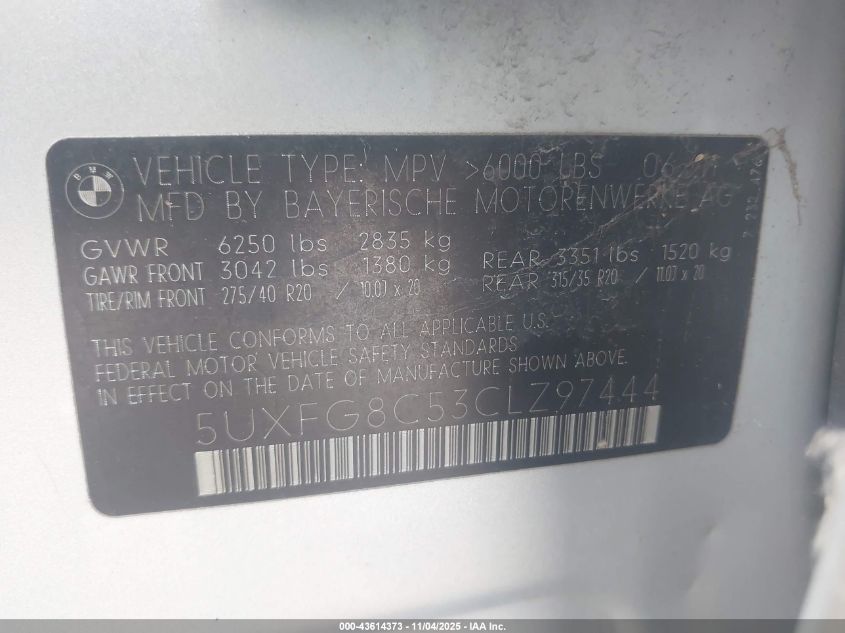 BMW
VEHICLE TYPE: MPV >6000 LBS
MFD BY BAYERISCHE MOTORENWERKE AG
GVWR 6250 lbs 2835 kg
GAWR FRONT 3042 lbs 1380 kg REAR 3351 lbs 1520 kg
TIRE/RIM FRONT 275/40 R20 / 10.0J x 20 REAR 315/35 R20 / 11.0J x 20
THIS VEHICLE CONFORMS TO ALL APPLICABLE U.S.
FEDERAL MOTOR VEHICLE SAFETY STANDARDS
IN EFFECT ON THE DATE OF MANUFACTURE SHOWN ABOVE.
5UXFG8C53CLZ97444
000-43614373 - 11/04/2025 - IAA Inc.